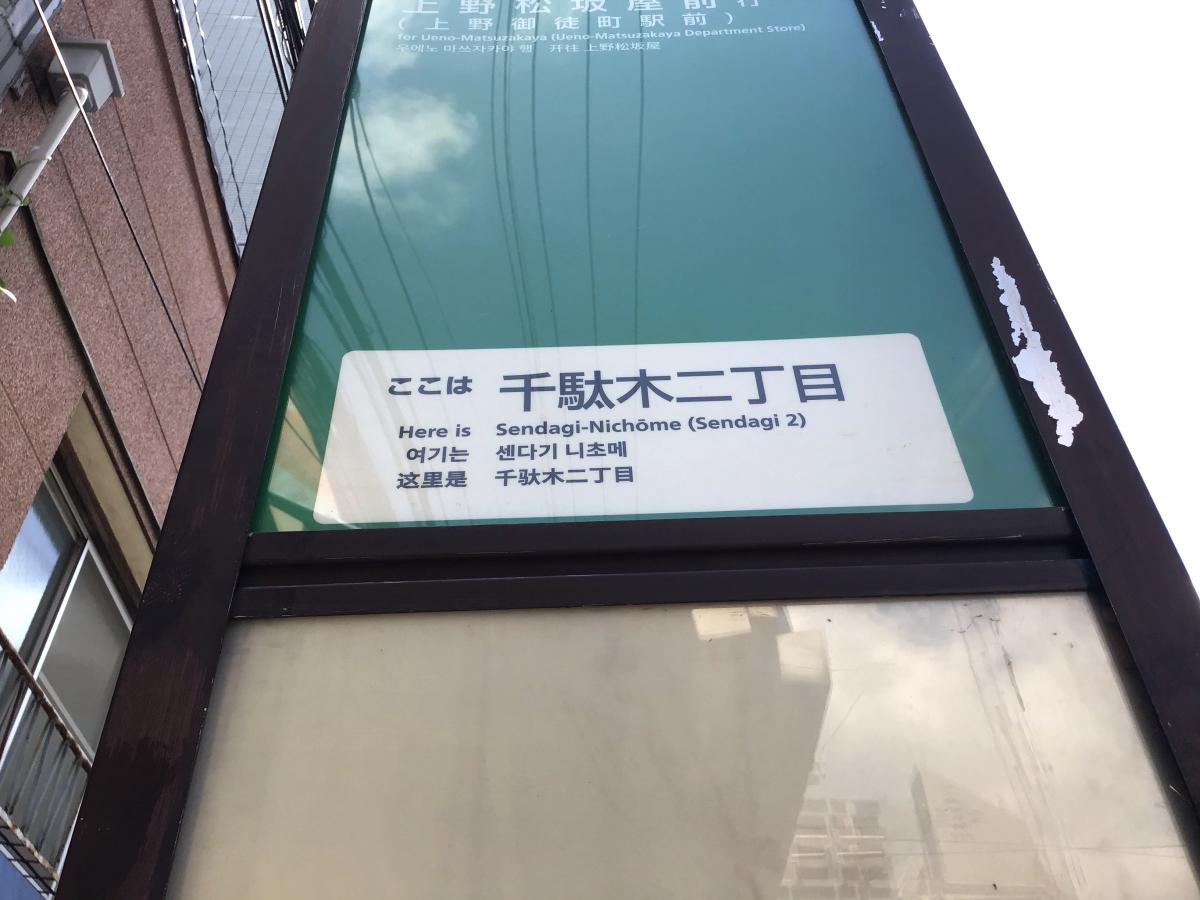 上野松坂屋前行
(上野御徒町駅前)
for Ueno-Matsuzakaya (Ueno-Matsuzakaya Department Store)
우에노 마쓰자카야 행 开往 上野松坂屋
ここは 千駄木二丁目
Here is Sendagi-Nichōme (Sendagi 2)
여기는 센다기 니초메
这里是 千驮木二丁目